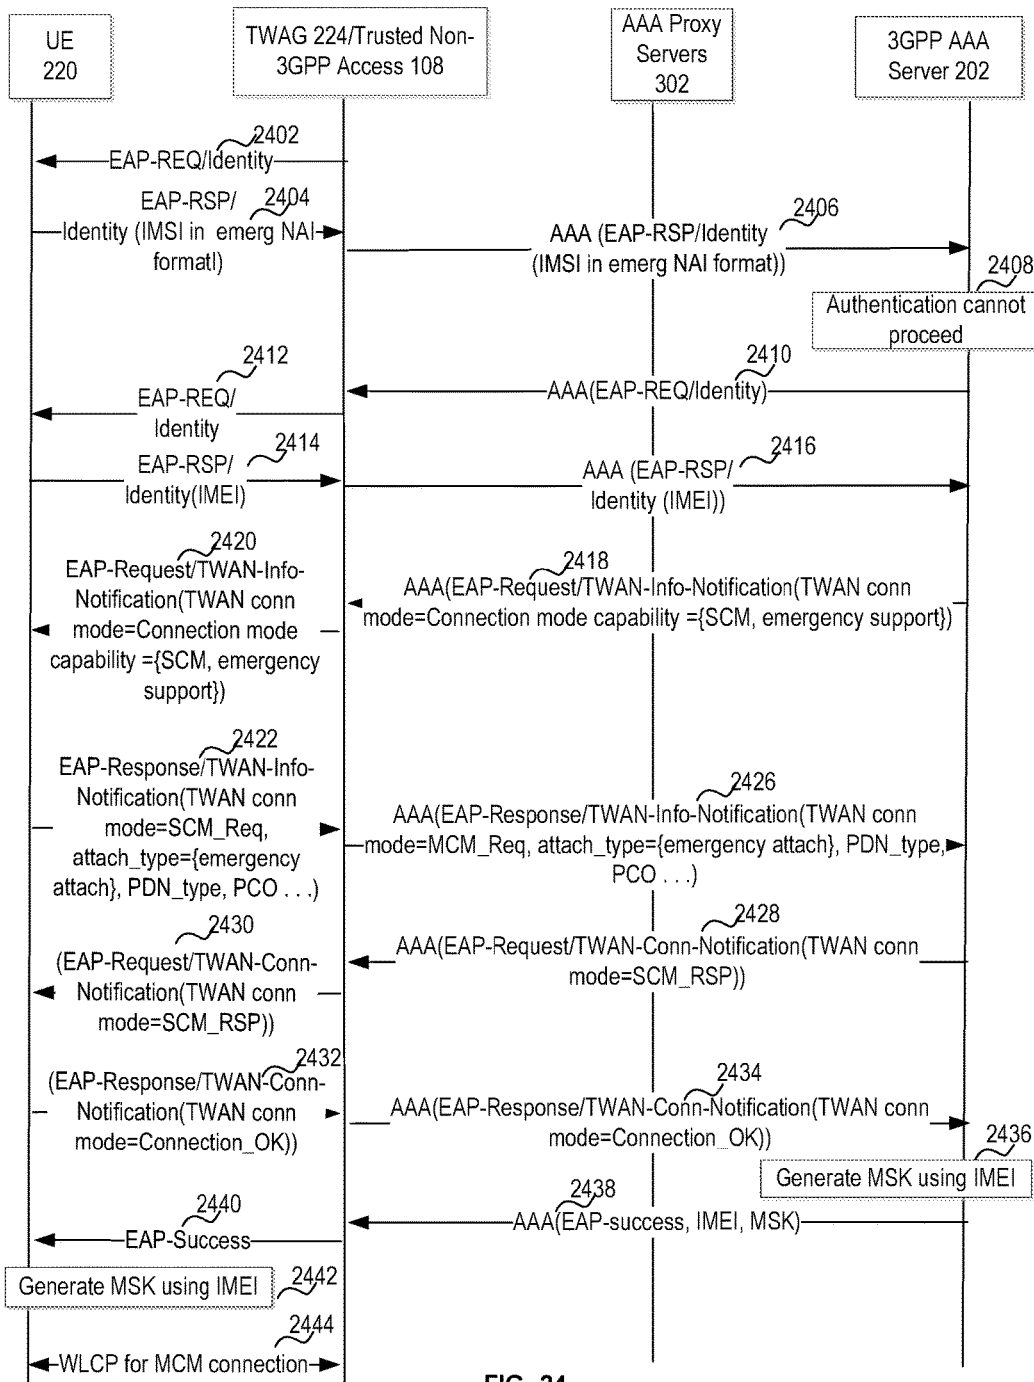 UE
220
TWAG 224/Trusted Non-
3GPP Access 108
AAA Proxy
Servers
302
3GPP AAA
Server 202
2402
EAP-REQ/Identity
EAP-RSP/
2404
Identity (IMSI in emerg NAI
formatI)
2406
AAA (EAP-RSP/Identity
(IMSI in emerg NAI format))
2408
Authentication cannot
proceed
2410
AAA(EAP-REQ/Identity)
2412
EAP-REQ/
Identity
2414
EAP-RSP/
Identity(IMEI)
2416
AAA (EAP-RSP/
Identity (IMEI))
2418
AAA(EAP-Request/TWAN-Info-Notification(TWAN conn
mode=Connection mode capability ={SCM, emergency support})
2420
EAP-Request/TWAN-Info-
Notification(TWAN conn
mode=Connection mode
capability ={SCM, emergency
support})
2422
EAP-Response/TWAN-Info-
Notification(TWAN conn
mode=SCM_Req,
attach_type={emergency
attach}, PDN_type, PCO . . .)
2426
AAA(EAP-Response/TWAN-Info-Notification(TWAN conn
mode=MCM_Req, attach_type={emergency attach}, PDN_type,
PCO . . .)
2428
AAA(EAP-Request/TWAN-Conn-Notification(TWAN conn
mode=SCM_RSP))
2430
(EAP-Request/TWAN-Conn-
Notification(TWAN conn
mode=SCM_RSP))
2432
(EAP-Response/TWAN-Conn-
Notification(TWAN conn
mode=Connection_OK))
2434
AAA(EAP-Response/TWAN-Conn-Notification(TWAN conn
mode=Connection_OK))
2436
Generate MSK using IMEI
2438
AAA(EAP-success, IMEI, MSK)
2440
EAP-Success
Generate MSK using IMEI
2442
2444
WLCP for MCM connection
FIG. 24